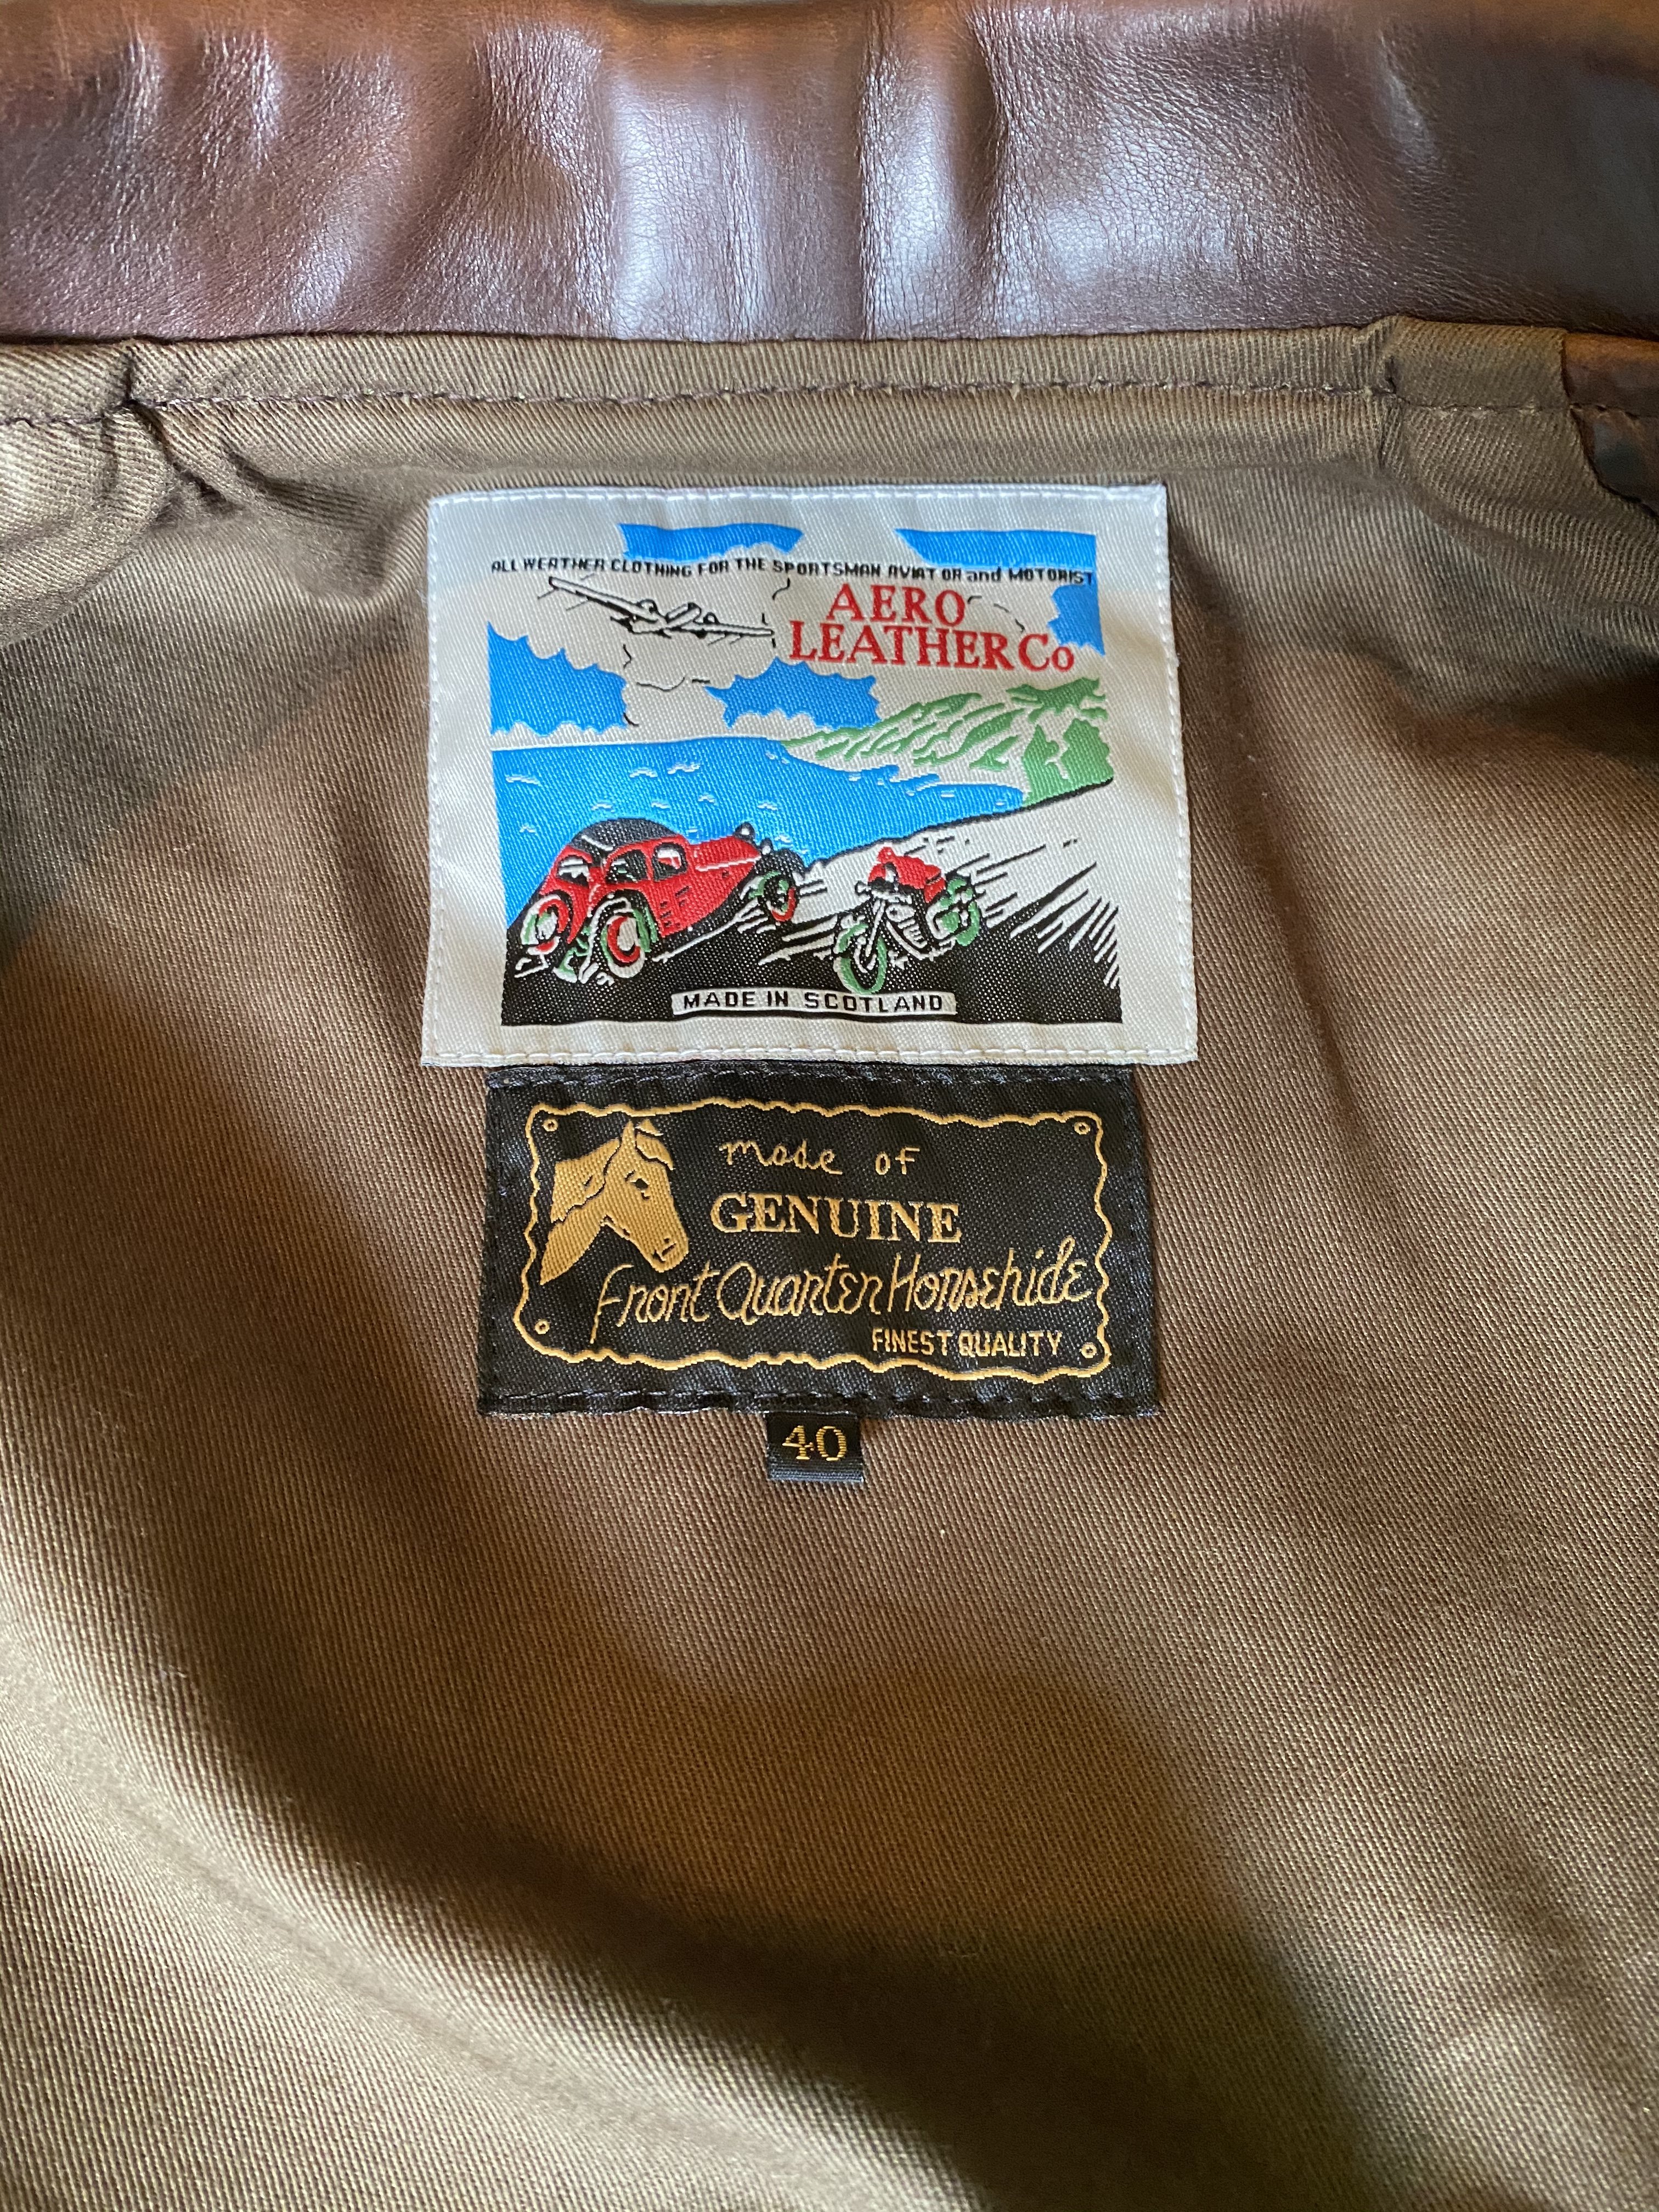 ALL WEATHER CLOTHING FOR THE SPORTSMAN AVIATOR and MOTORIST
AERO
LEATHER Co
MADE IN SCOTLAND
made of
GENUINE
Front Quarter Horsehide
FINEST QUALITY
40